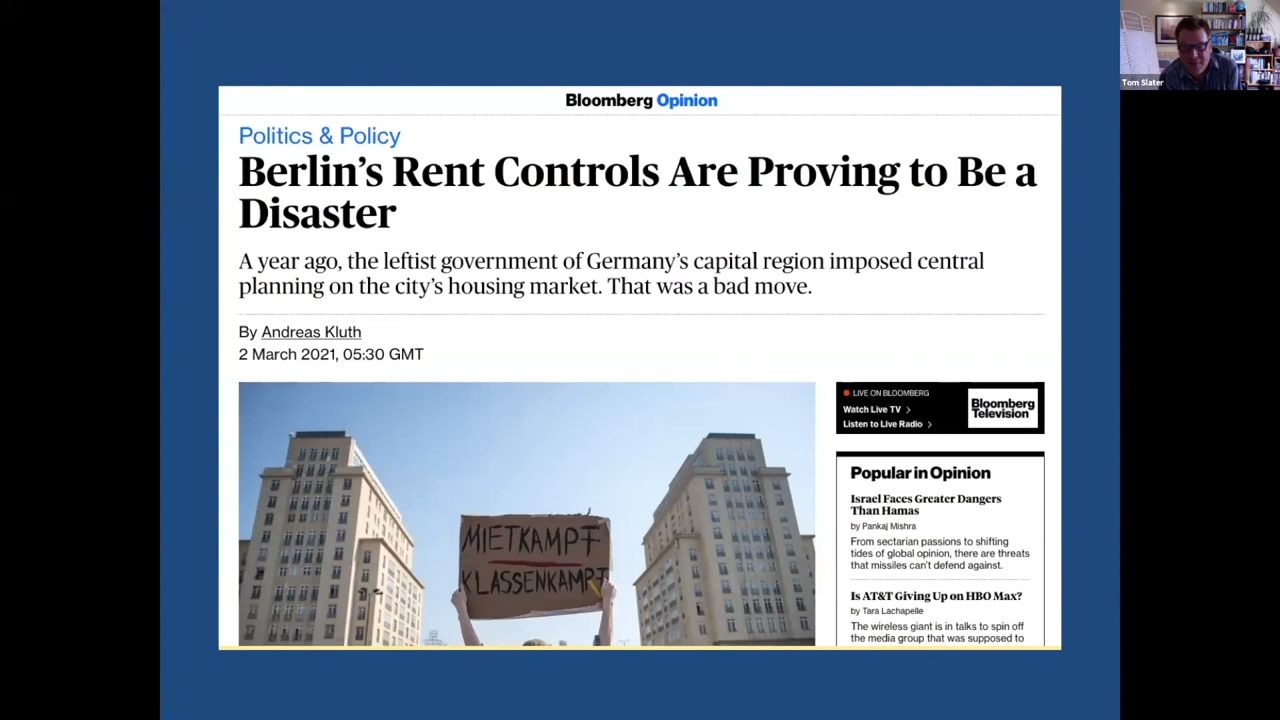 Tom Slater
Bloomberg Opinion
Politics & Policy
Berlin's Rent Controls Are Proving to Be a
Disaster
A year ago, the leftist government of Germany's capital region imposed central
planning on the city's housing market. That was a bad move.
By Andreas Kluth
2 March 2021, 05:30 GMT
MIETKAMPF
KLASSENKAMPF
LIVE ON BLOOMBERG
Watch Live TV >
Listen to Live Radio >
Bloomberg
Television
Popular in Opinion
Israel Faces Greater Dangers
Than Hamas
by Pankaj Mishra
From sectarian passions to shifting
tides of global opinion, there are threats
that missiles can't defend against.
Is AT&T Giving Up on HBO Max?
by Tara Lachapelle
The wireless giant is in talks to spin off
the media group that was supposed to